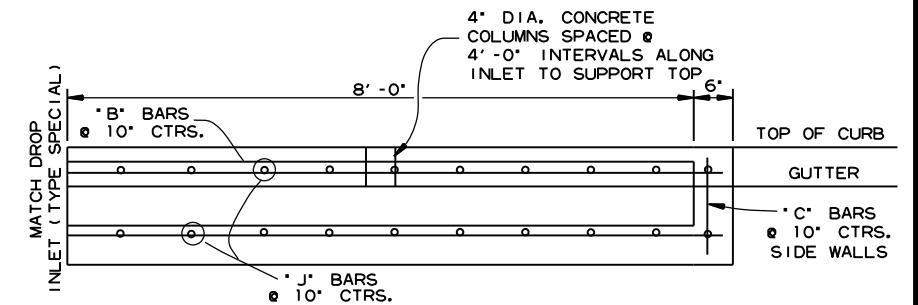 4" DIA. CONCRETE
COLUMNS SPACED @
4'-0" INTERVALS ALONG
INLET TO SUPPORT TOP
8'-0"
6"
"B" BARS
@ 10" CTRS.
MATCH DROP
INLET (TYPE SPECIAL)
TOP OF CURB
GUTTER
"C" BARS
@ 10" CTRS.
SIDE WALLS
"J" BARS
@ 10" CTRS.